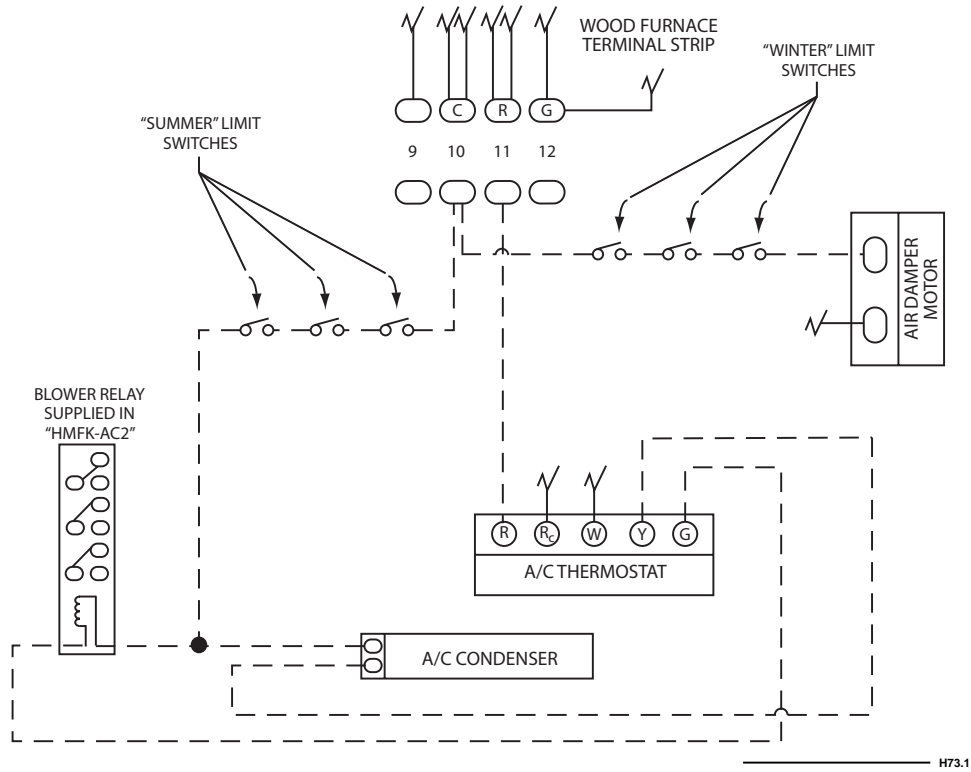 WOOD FURNACE
TERMINAL STRIP
"WINTER" LIMIT
SWITCHES
"SUMMER" LIMIT
SWITCHES
C
R
G
9
10
11
12
AIR DAMPER
MOTOR
BLOWER RELAY
SUPPLIED IN
"HMFK-AC2"
R
Rc
W
Y
G
A/C THERMOSTAT
A/C CONDENSER
H73.1